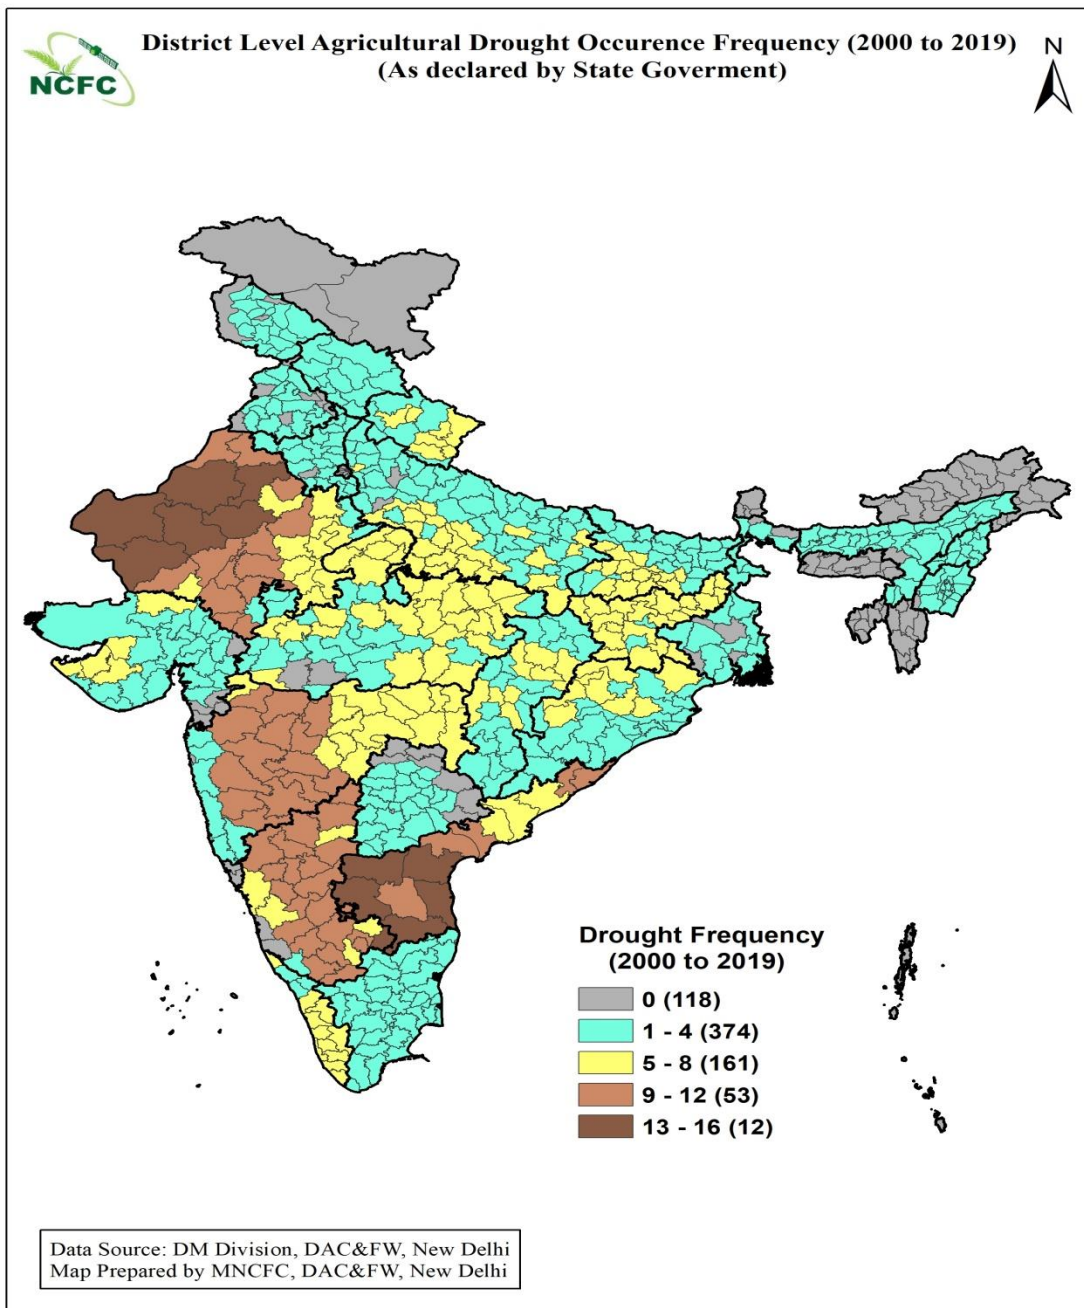 District Level Agricultural Drought Occurence Frequency (2000 to 2019)
(As declared by State Goverment)
NCFC
N
Drought Frequency
(2000 to 2019)
0 (118)
1 - 4 (374)
5 - 8 (161)
9 - 12 (53)
13 - 16 (12)
Data Source: DM Division, DAC&FW, New Delhi
Map Prepared by MNCFC, DAC&FW, New Delhi